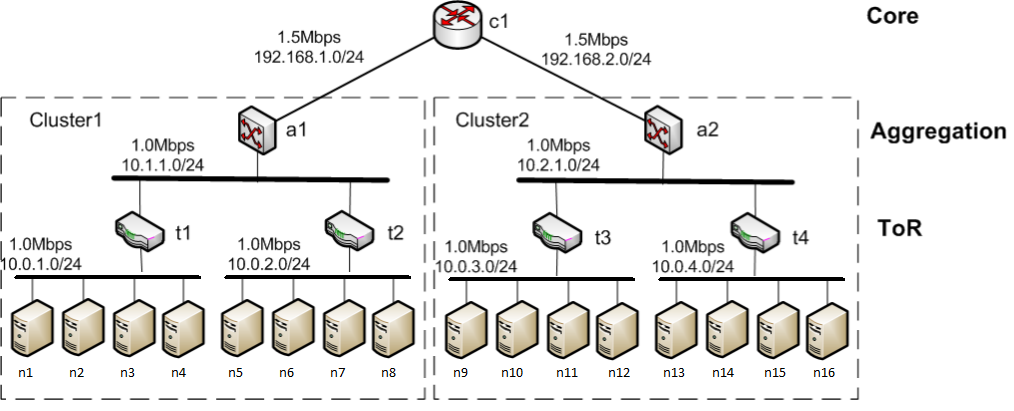 Core
c1
1.5Mbps
192.168.1.0/24
1.5Mbps
192.168.2.0/24
Cluster1
a1
Cluster2
a2
Aggregation
1.0Mbps
10.1.1.0/24
1.0Mbps
10.2.1.0/24
t1
t2
t3
t4
ToR
1.0Mbps
10.0.1.0/24
1.0Mbps
10.0.2.0/24
1.0Mbps
10.0.3.0/24
1.0Mbps
10.0.4.0/24
n1
n2
n3
n4
n5
n6
n7
n8
n9
n10
n11
n12
n13
n14
n15
n16